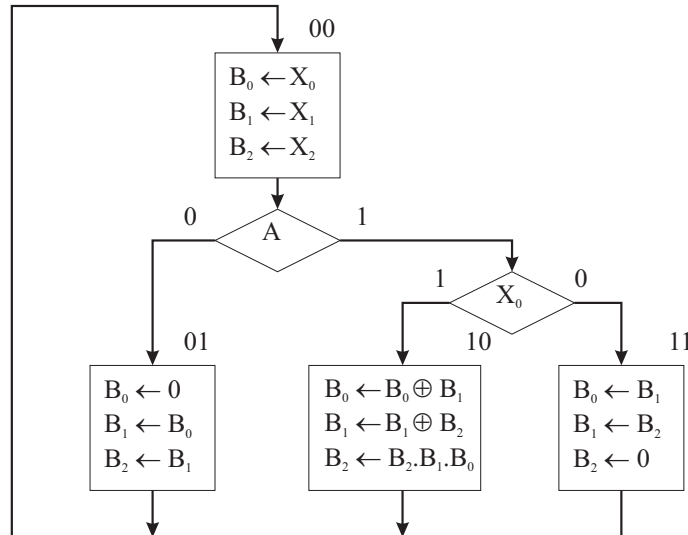 00
B₀ ← X₀
B₁ ← X₁
B₂ ← X₂
0 A 1
1 X₀ 0
01 10 11
B₀ ← 0
B₁ ← B₀
B₂ ← B₁
B₀ ← B₀ ⊕ B₁
B₁ ← B₁ ⊕ B₂
B₂ ← B₂.B₁.B₀
B₀ ← B₁
B₁ ← B₂
B₂ ← 0